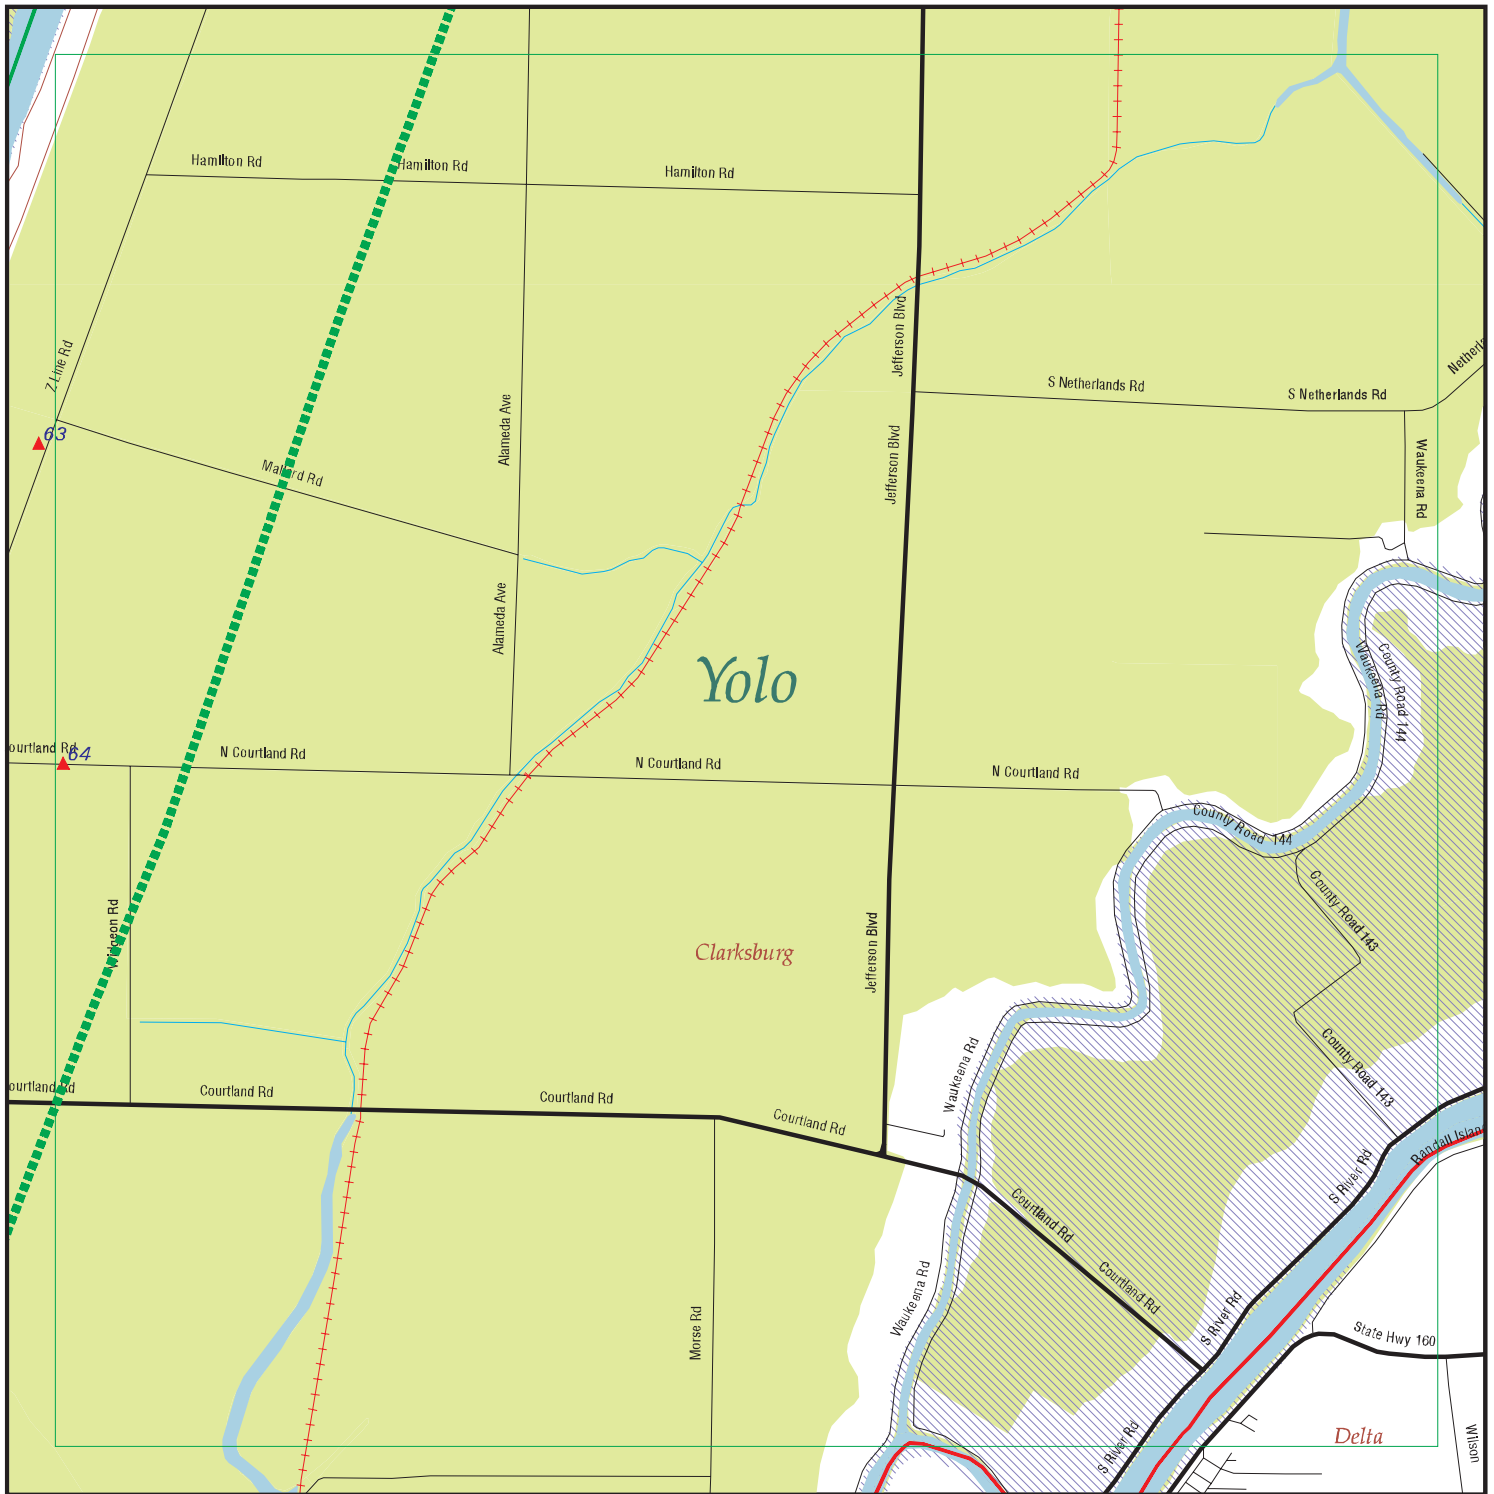 Hamilton Rd
Hamilton Rd
Hamilton Rd
Jefferson Blvd
Z Line Rd
S Netherlands Rd
S Netherlands Rd
63
Alameda Ave
Jefferson Blvd
Waukeena Rd
Alameda Ave
Yolo
Waukeena Rd
County Road 144
ourtland Rd
64
N Courtland Rd
N Courtland Rd
N Courtland Rd
County Road 144
County Road 143
Clarksburg
Jefferson Blvd
County Road 143
Waukeena Rd
ourtland Rd
Courtland Rd
Courtland Rd
Courtland Rd
S River Rd
Courtland Rd
Courtland Rd
Waukeena Rd
S River Rd
Morse Rd
State Hwy 160
Delta
Wilson
S River Rd